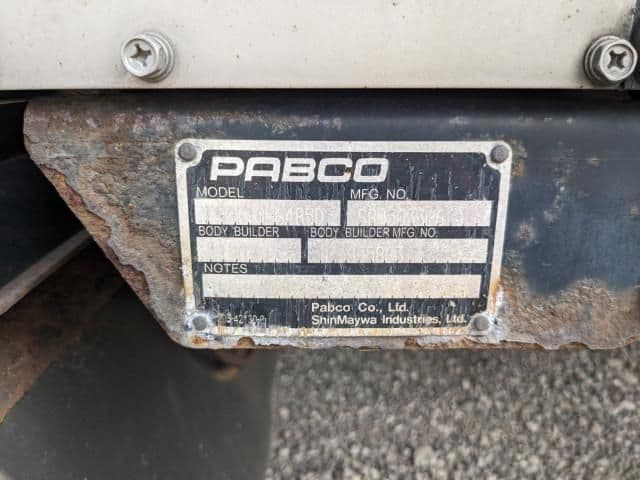 PABCO
MODEL MFG. NO.
BODY BUILDER BODY BUILDER MFG. NO.
NOTES
Pabco Co., Ltd.
ShinMaywa Industries, Ltd.